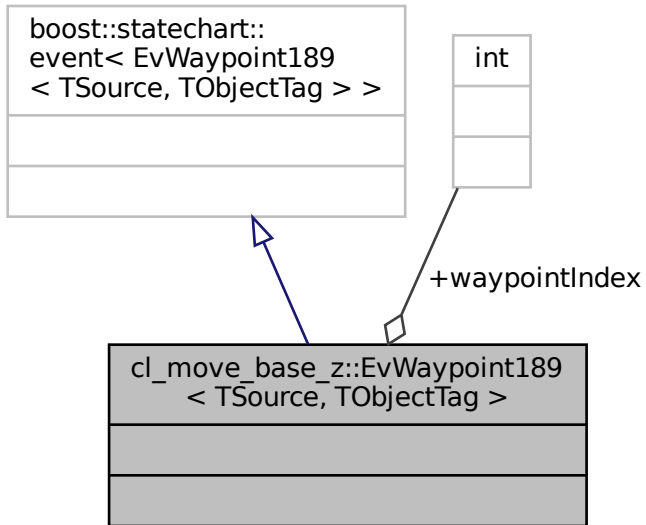 boost::statechart::
event< EvWaypoint189
< TSource, TObjectTag > >
int
+waypointIndex
cl_move_base_z::EvWaypoint189
< TSource, TObjectTag >